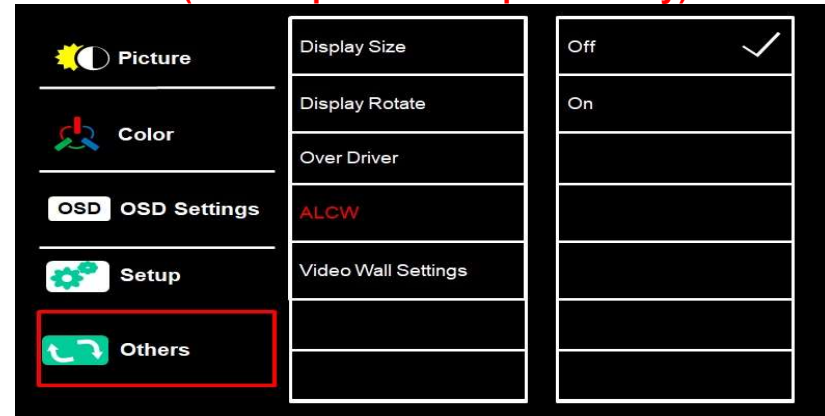 Picture
Color
OSD OSD Settings
Setup
Others
Display Size
Display Rotate
Over Driver
ALCW
Video Wall Settings
Off
On